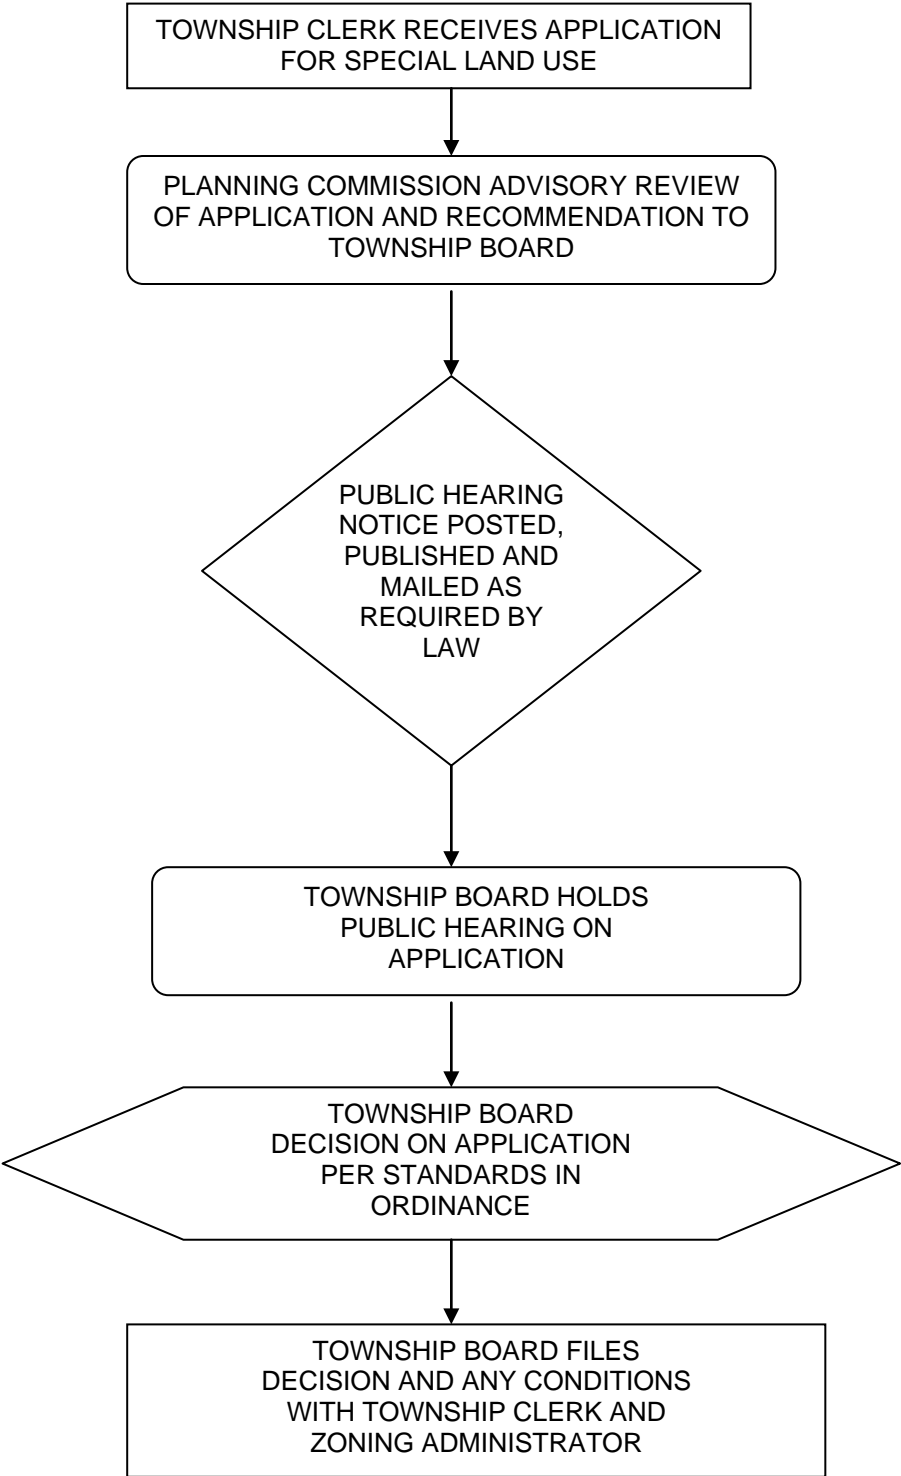 TOWNSHIP CLERK RECEIVES APPLICATION
FOR SPECIAL LAND USE
PLANNING COMMISSION ADVISORY REVIEW
OF APPLICATION AND RECOMMENDATION TO
TOWNSHIP BOARD
PUBLIC HEARING
NOTICE POSTED,
PUBLISHED AND
MAILED AS
REQUIRED BY
LAW
TOWNSHIP BOARD HOLDS
PUBLIC HEARING ON
APPLICATION
TOWNSHIP BOARD
DECISION ON APPLICATION
PER STANDARDS IN
ORDINANCE
TOWNSHIP BOARD FILES
DECISION AND ANY CONDITIONS
WITH TOWNSHIP CLERK AND
ZONING ADMINISTRATOR